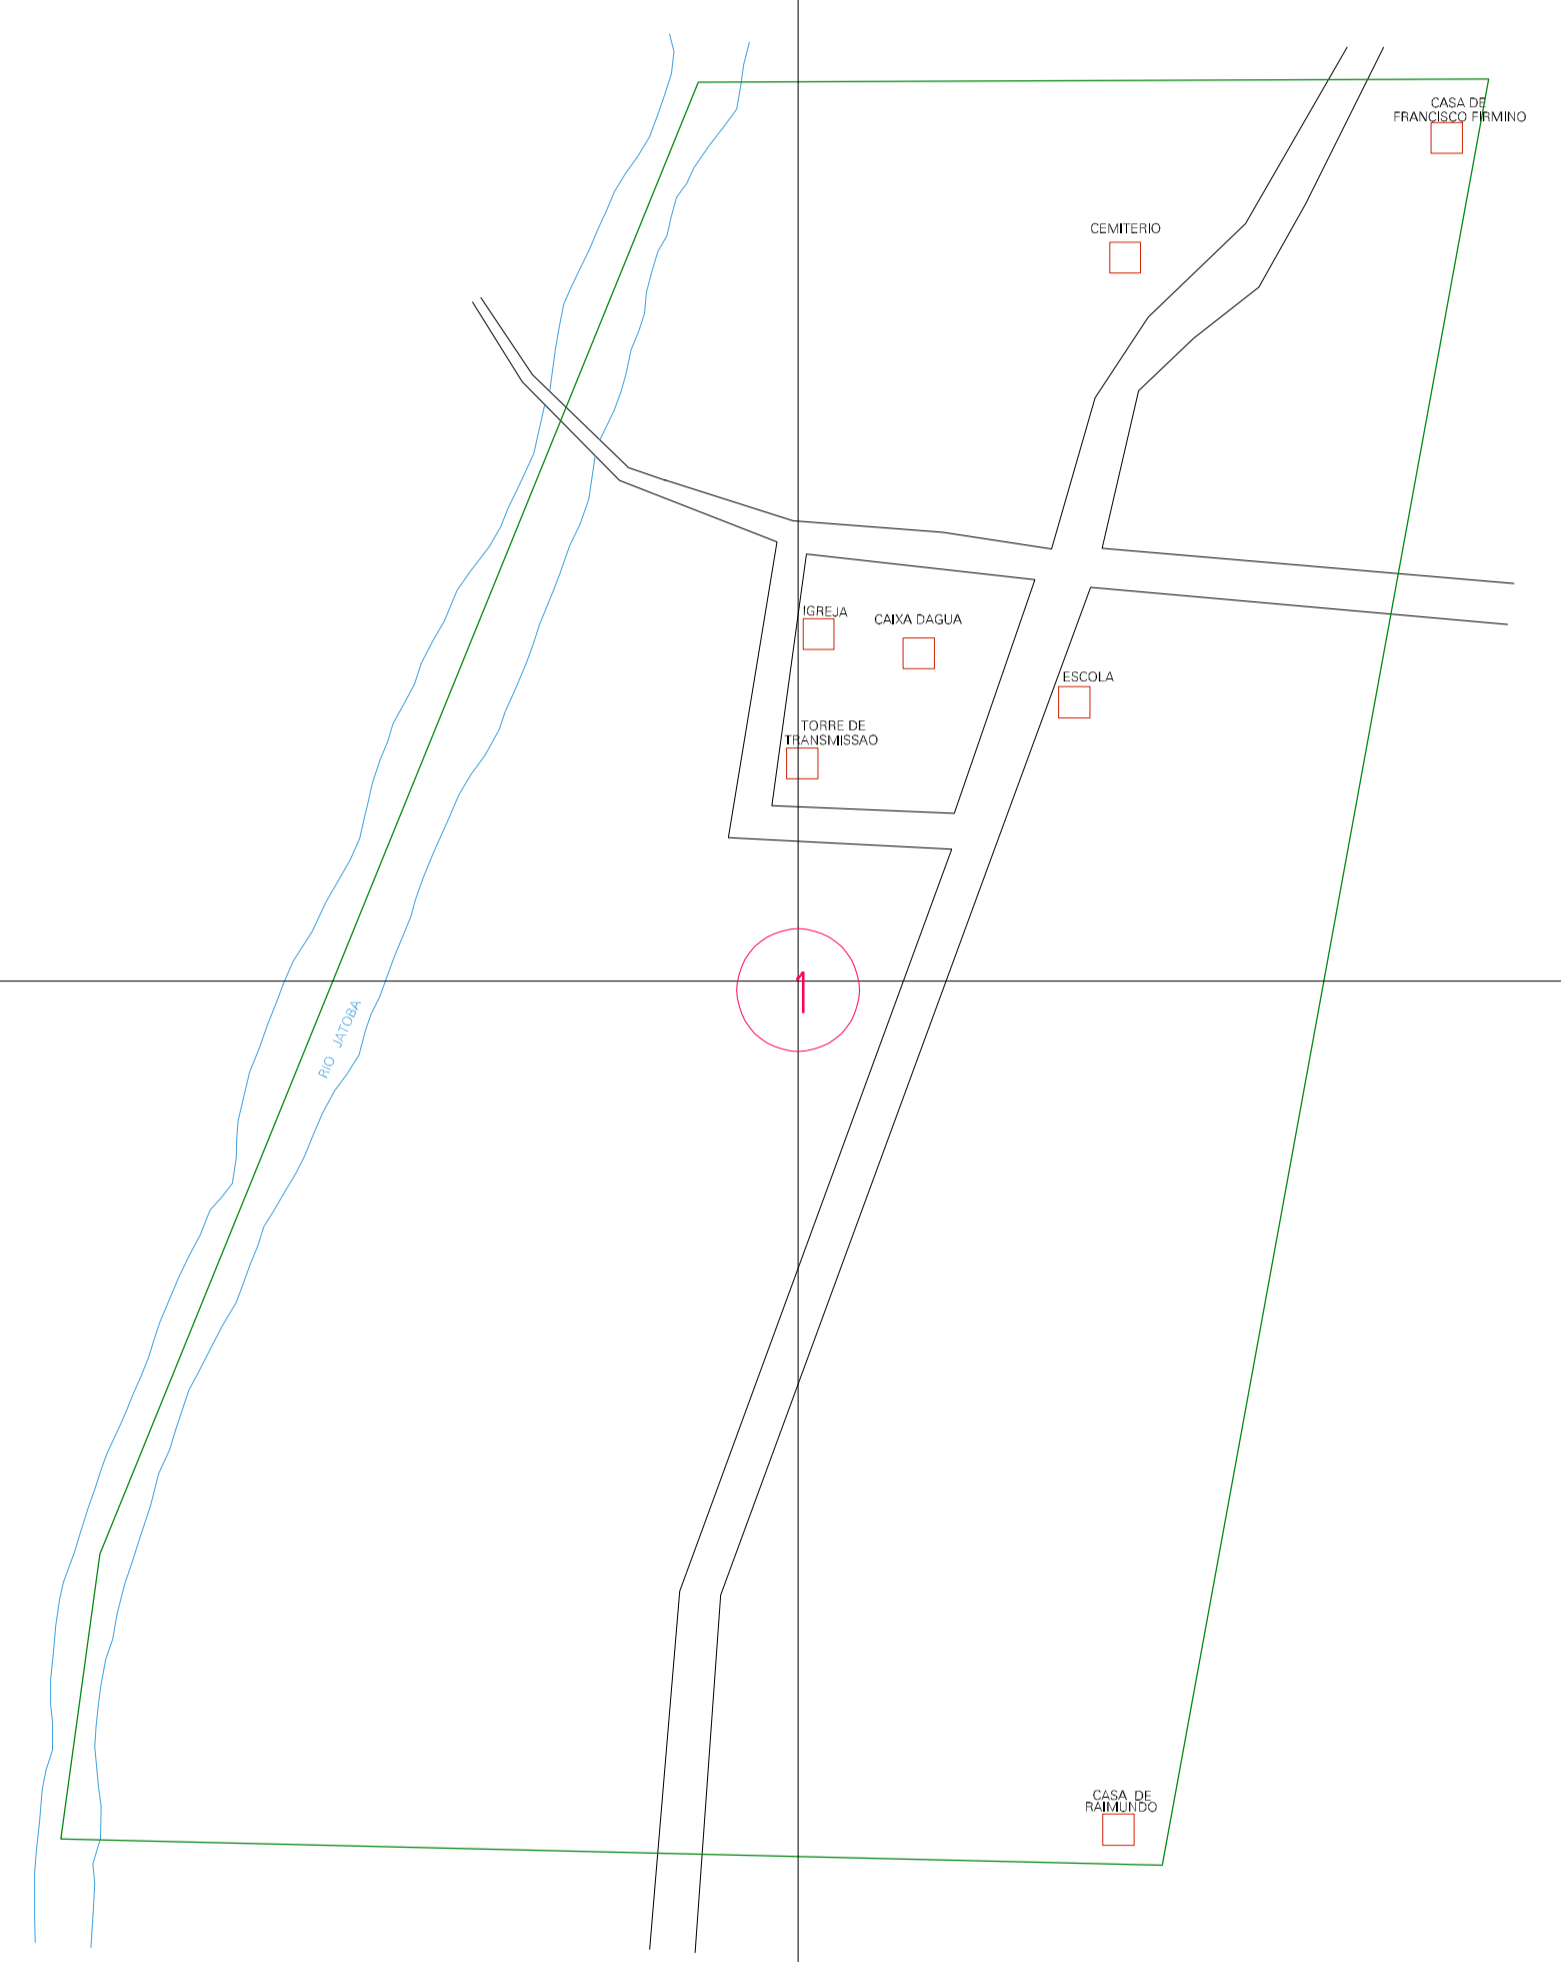 CASA DE
FRANCISCO FIRMINO
CEMITERIO
IGREJA
CAIXA DAGUA
ESCOLA
TORRE DE
TRANSMISSAO
1
RIO JATOBA
CASA DE
RAIMUNDO